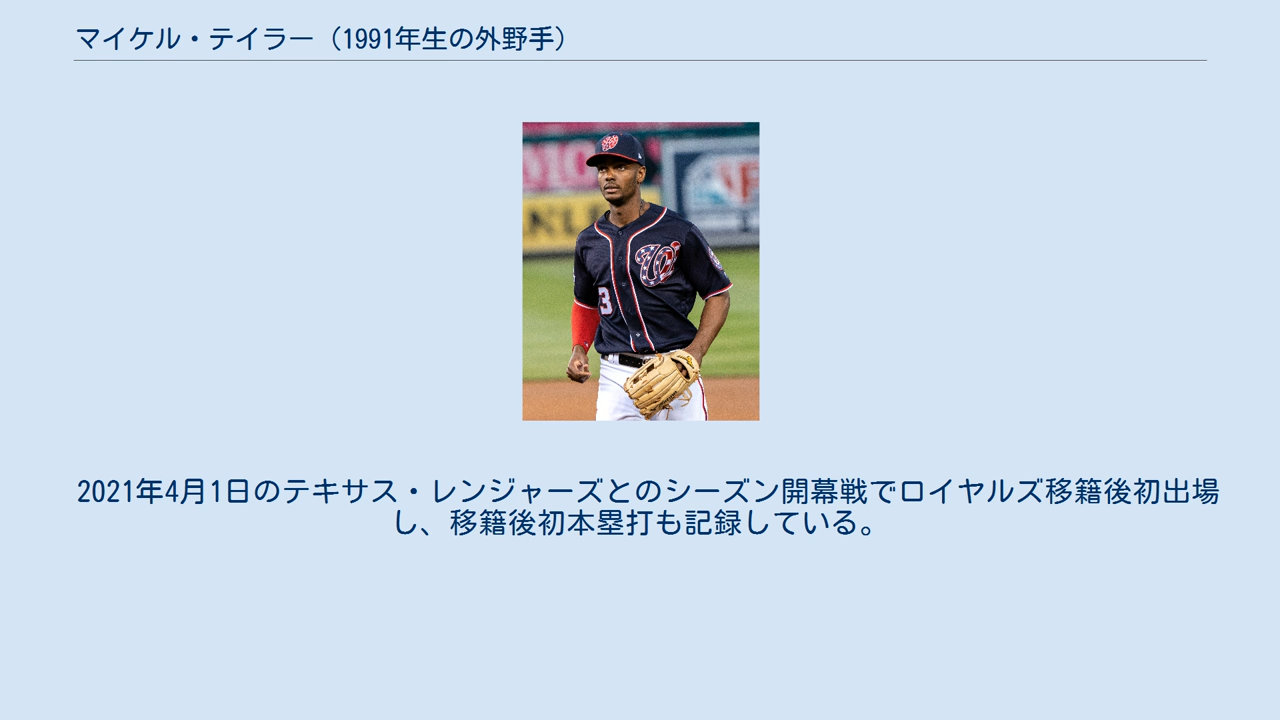 マイケル・テイラー（1991年生の外野手）
3
2021年4月1日のテキサス・レンジャーズとのシーズン開幕戦でロイヤルズ移籍後初出場
し、移籍後初本塁打も記録している。